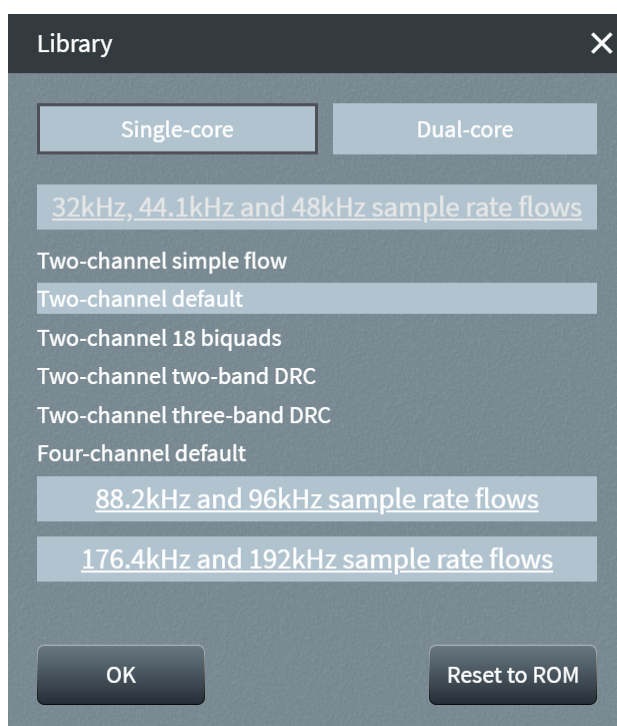 Library
Single-core
Dual-core
32kHz, 44.1kHz and 48kHz sample rate flows
Two-channel simple flow
Two-channel default
Two-channel 18 biquads
Two-channel two-band DRC
Two-channel three-band DRC
Four-channel default
88.2kHz and 96kHz sample rate flows
176.4kHz and 192kHz sample rate flows
OK
Reset to ROM